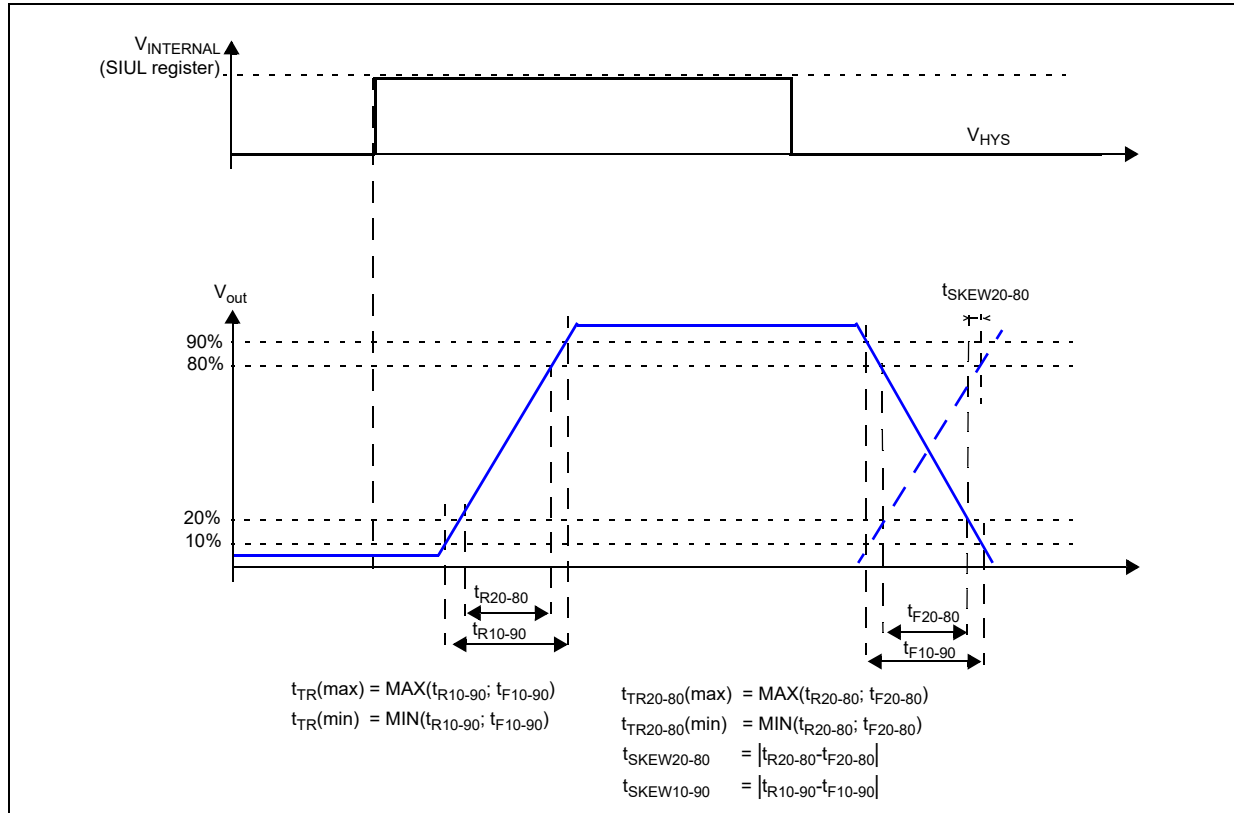 VINTERNAL
(SIUL register)
VHYS
Vout
tSKEW20-80
90%
80%
20%
10%
tR20-80
tR10-90
tF20-80
tF10-90
tTR(max) = MAX(tR10-90; tF10-90)
tTR(min) = MIN(tR10-90; tF10-90)
tTR20-80(max) = MAX(tR20-80; tF20-80)
tTR20-80(min) = MIN(tR20-80; tF20-80)
tSKEW20-80 = |tR20-80-tF20-80|
tSKEW10-90 = |tR10-90-tF10-90|